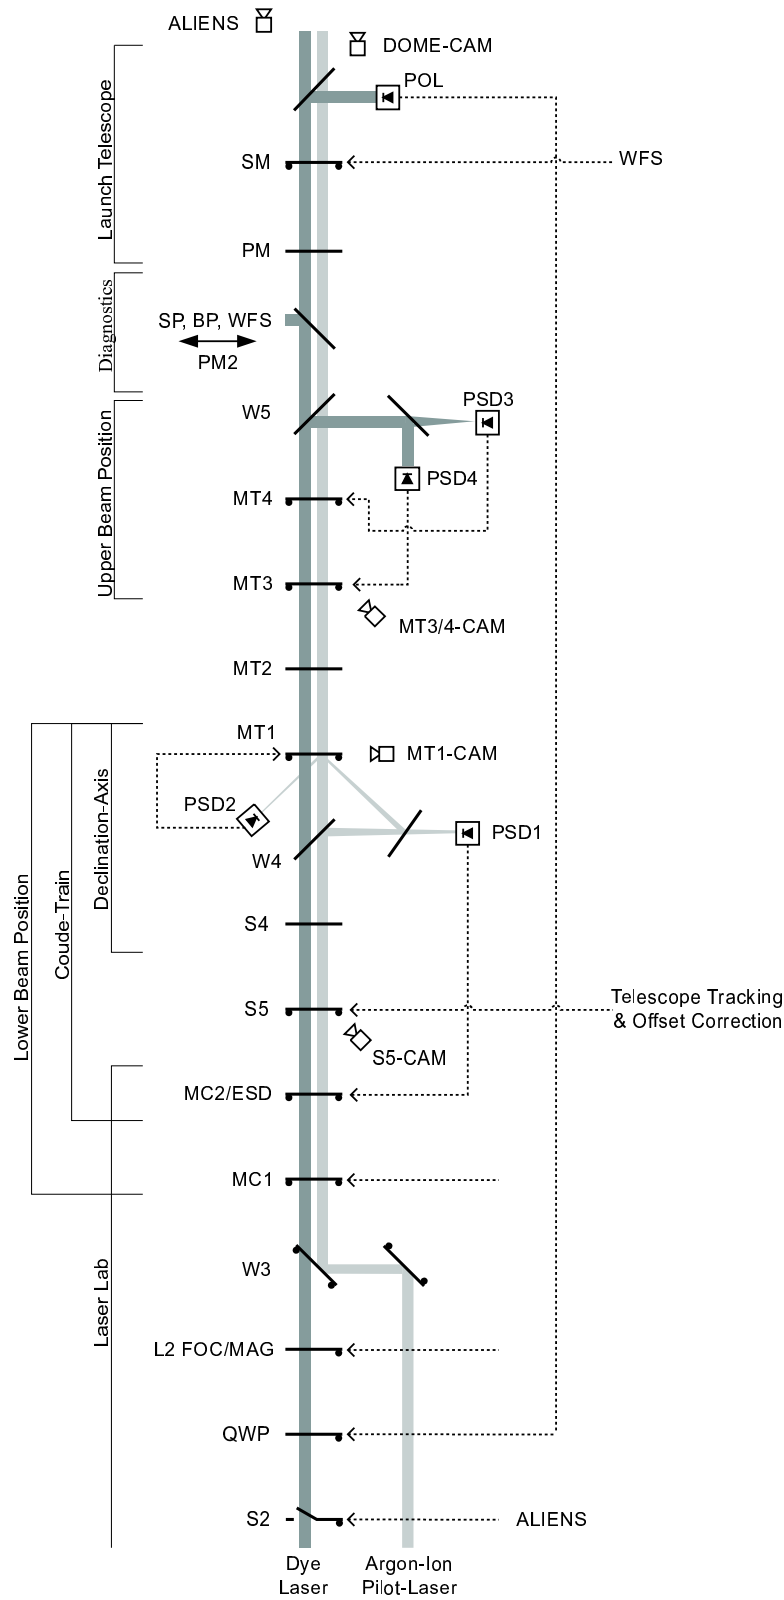 ALIENS
DOME-CAM
POL
Launch Telescope
SM
WFS
PM
Diagnostics
SP, BP, WFS
PM2
Upper Beam Position
W5
PSD3
PSD4
MT4
MT3
MT3/4-CAM
MT2
MT1
MT1-CAM
Declination-Axis
PSD2
PSD1
W4
Coude-Train
Lower Beam Position
S4
S5
Telescope Tracking
& Offset Correction
S5-CAM
MC2/ESD
MC1
Laser Lab
W3
L2 FOC/MAG
QWP
S2
ALIENS
Dye
Laser
Argon-Ion
Pilot-Laser